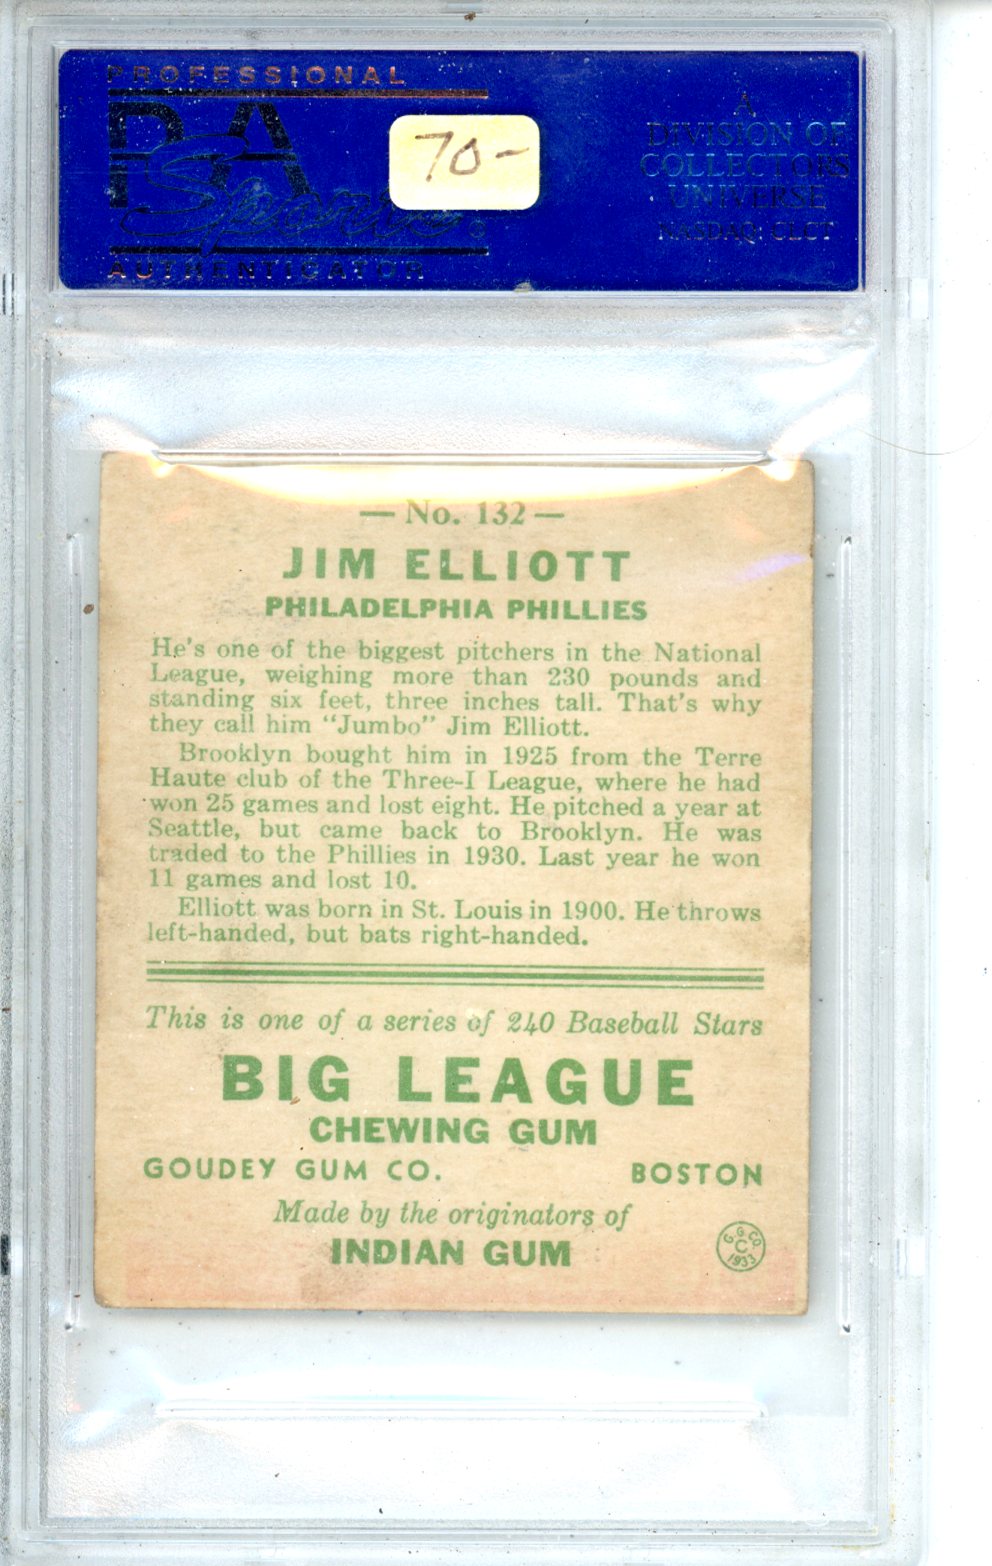 PROFESSIONAL
PSA
Sports
AUTHENTICATOR
70-
A
DIVISION OF
COLLECTORS
UNIVERSE
NASDAQ: CLCT
— No. 132 —
JIM ELLIOTT
PHILADELPHIA PHILLIES
He's one of the biggest pitchers in the National
League, weighing more than 230 pounds and
standing six feet, three inches tall. That's why
they call him "Jumbo" Jim Elliott.
Brooklyn bought him in 1925 from the Terre
Haute club of the Three-I League, where he had
won 25 games and lost eight. He pitched a year at
Seattle, but came back to Brooklyn. He was
traded to the Phillies in 1930. Last year he won
11 games and lost 10.
Elliott was born in St. Louis in 1900. He throws
left-handed, but bats right-handed.
This is one of a series of 240 Baseball Stars
BIG LEAGUE
CHEWING GUM
GOUDEY GUM CO. BOSTON
Made by the originators of
INDIAN GUM
G. G. CO
C
1933